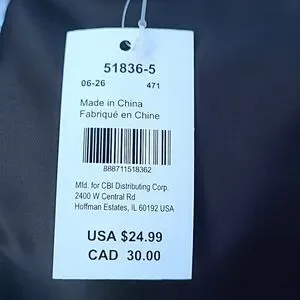 51836-5
06-26 471
Made in China
Fabriqué en Chine
888711518362
Mfd. for CBI Distributing Corp.
2400 W Central Rd
Hoffman Estates, IL 60192 USA
USA $24.99
CAD 30.00